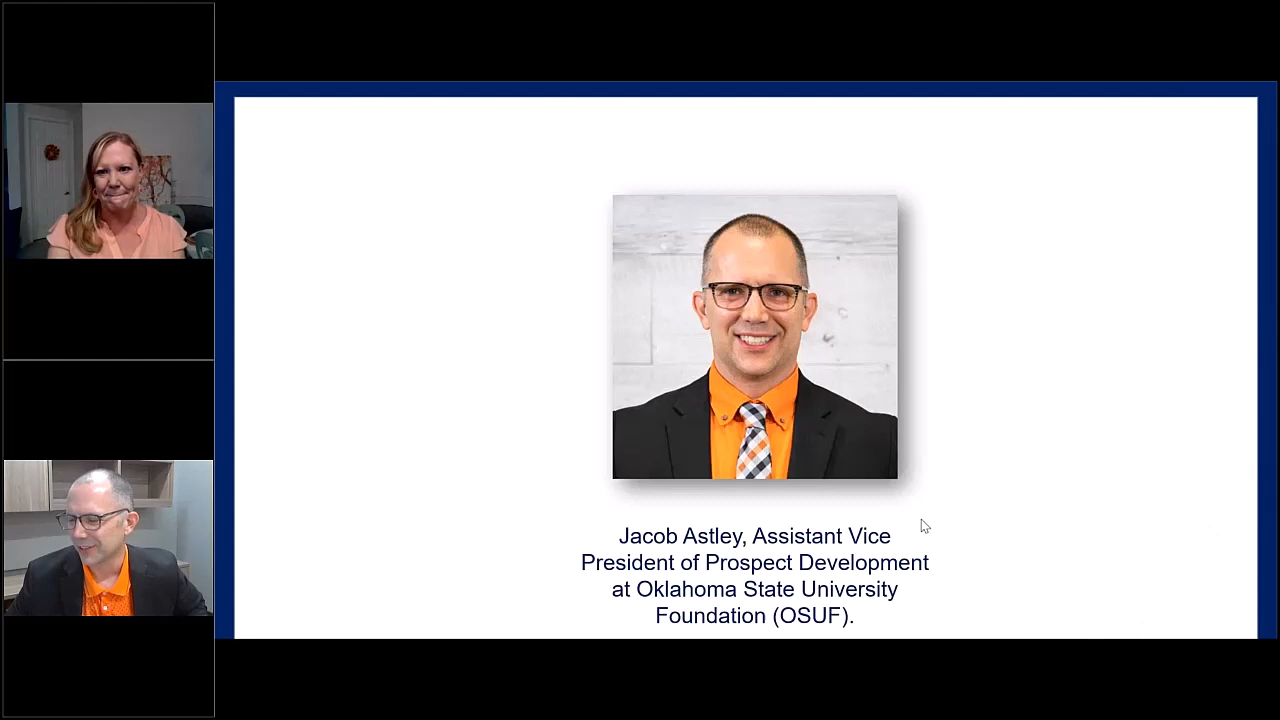 Jacob Astley, Assistant Vice
President of Prospect Development
at Oklahoma State University
Foundation (OSUF).